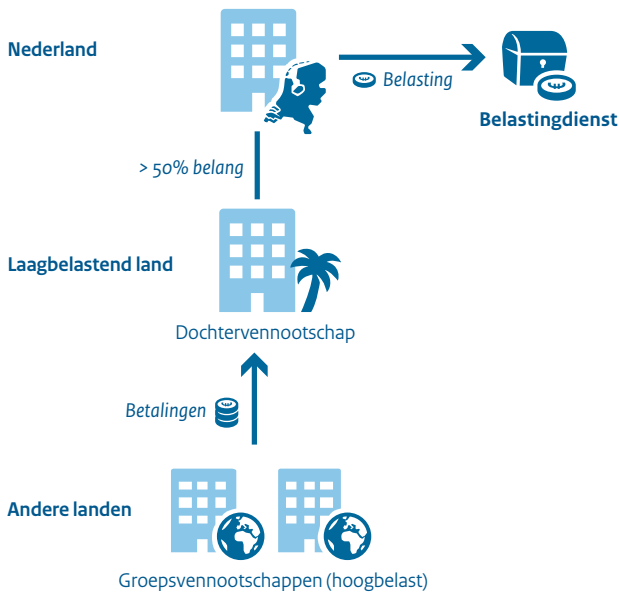 Nederland
Belasting
Belastingdienst
> 50% belang
Laagbelastend land
Dochtervennootschap
Betalingen
Andere landen
Groepsvennootschappen (hoogbelast)